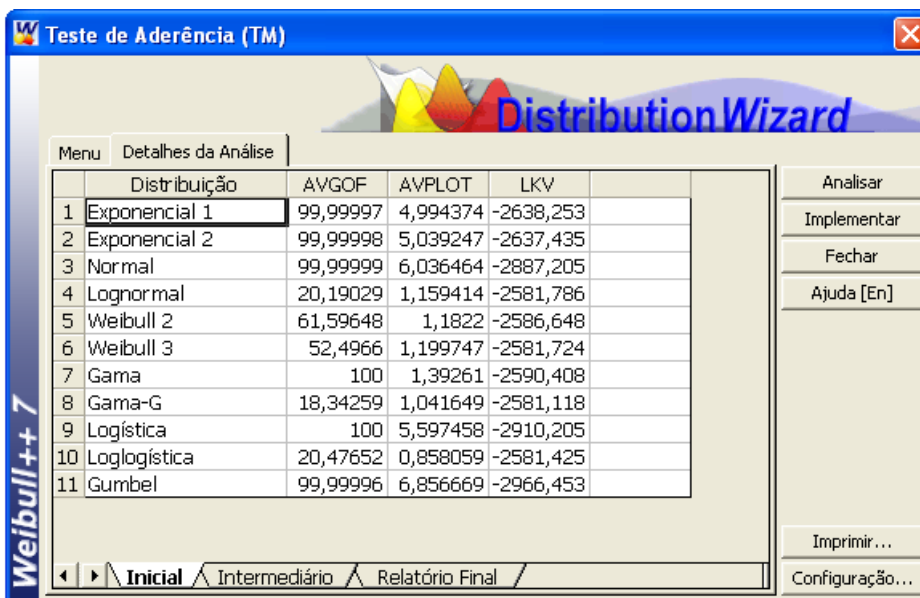 Teste de Aderência (TM)
Distribution Wizard
Menu Detalhes da Análise
Distribuição AVGOF AVPLOT LKV
1 Exponencial 1 99,99997 4,994374 -2638,253
2 Exponencial 2 99,99998 5,039247 -2637,435
3 Normal 99,99999 6,036464 -2887,205
4 Lognormal 20,19029 1,159414 -2581,786
5 Weibull 2 61,59648 1,1822 -2586,648
6 Weibull 3 52,4966 1,199747 -2581,724
7 Gama 100 1,39261 -2590,408
8 Gama-G 18,34259 1,041649 -2581,118
9 Logística 100 5,597458 -2910,205
10 Loglogística 20,47652 0,858059 -2581,425
11 Gumbel 99,99996 6,856669 -2966,453
Inicial Intermediário Relatório Final
Analisar
Implementar
Fechar
Ajuda [En]
Imprimir...
Configuração...
Weibull++ 7